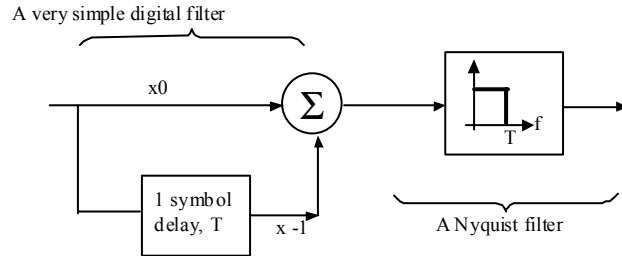 A very simple digital filter
x0
Σ
T
f
1 symbol
delay, T
x -1
A Nyquist filter